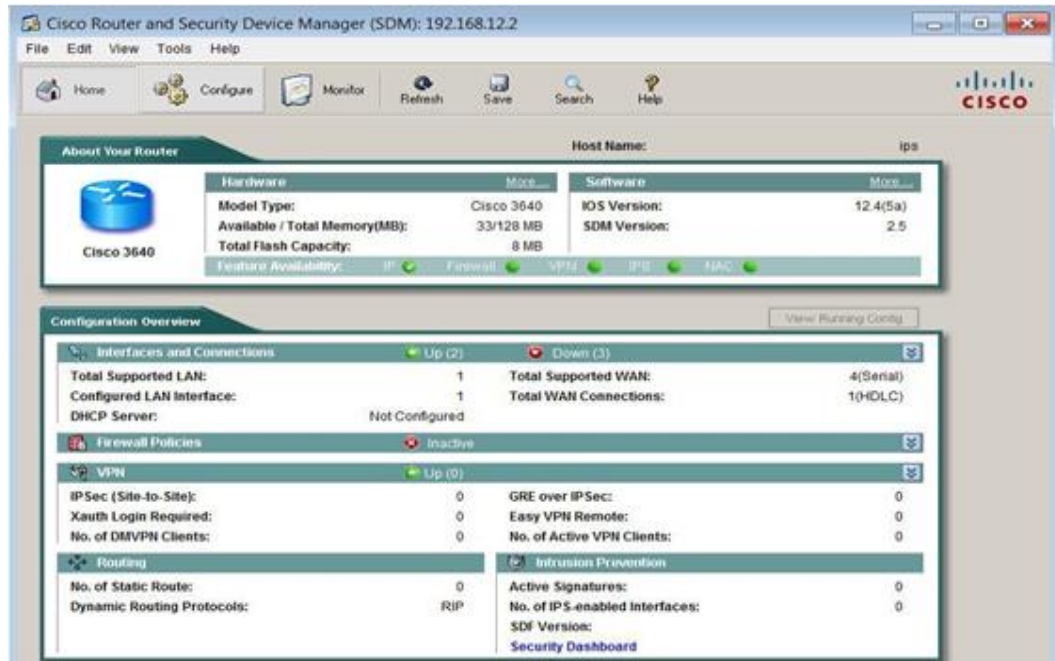 Cisco Router and Security Device Manager (SDM): 192.168.12.2
File Edit View Tools Help
Home Configure Monitor Refresh Save Search Help
CISCO
About Your Router
Host Name: ips
Hardware More... Software More...
Model Type: Cisco 3640 IOS Version: 12.4(5a)
Available / Total Memory(MB): 33/128 MB SDM Version: 2.5
Total Flash Capacity: 8 MB
Cisco 3640
Feature Availability: IP Firewall VPN IPS NAC
Configuration Overview View Running Config
Interfaces and Connections Up (2) Down (3)
Total Supported LAN: 1 Total Supported WAN: 4(Serial)
Configured LAN Interface: 1 Total WAN Connections: 1(HDLC)
DHCP Server: Not Configured
Firewall Policies Inactive
VPN Up (0)
IPSec (Site-to-Site): 0 GRE over IPSec: 0
Xauth Login Required: 0 Easy VPN Remote: 0
No. of DMVPN Clients: 0 No. of Active VPN Clients: 0
Routing Intrusion Prevention
No. of Static Route: 0 Active Signatures: 0
Dynamic Routing Protocols: RIP No. of IPS-enabled Interfaces: 0
SDF Version:
Security Dashboard